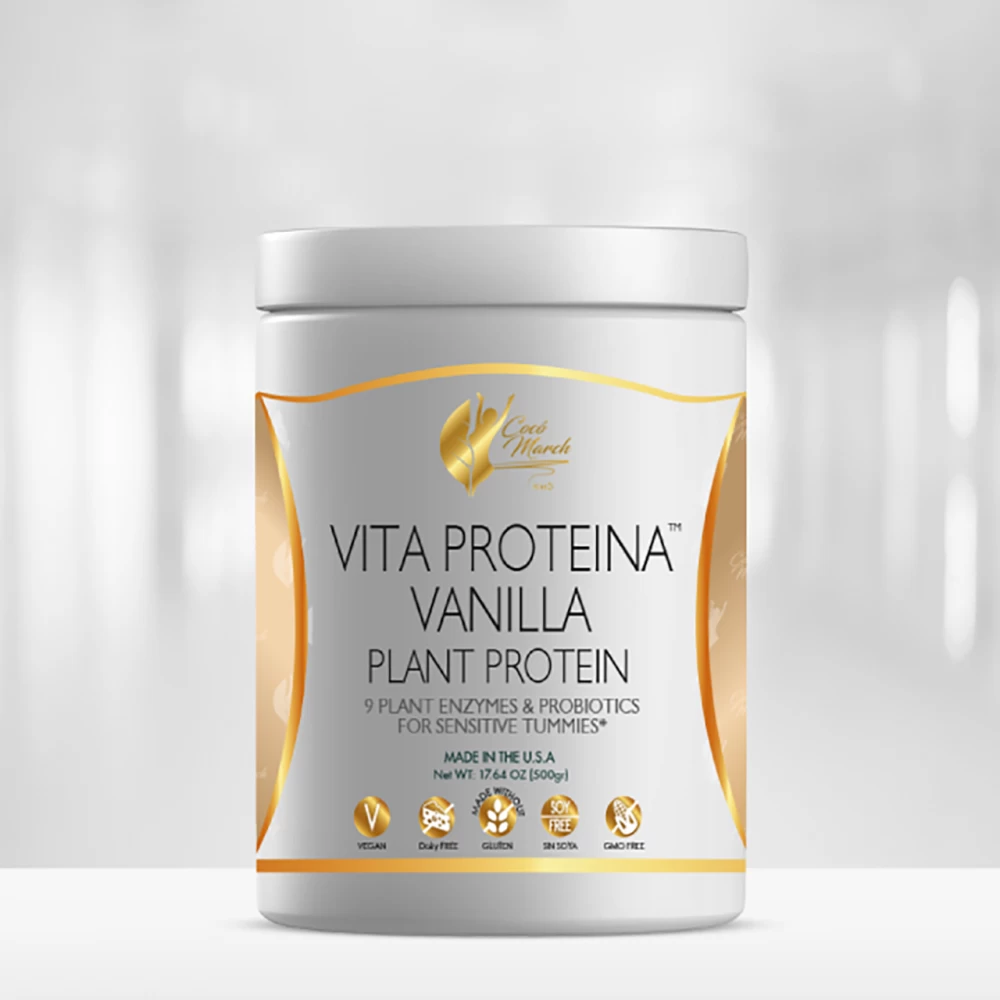 Cocó
March
VITA PROTEINA™
VANILLA
PLANT PROTEIN
9 PLANT ENZYMES & PROBIOTICS
FOR SENSITIVE TUMMIES*
MADE IN THE U.S.A
Net WT: 17.64 OZ (500gr)
V
VEGAN
Dairy FREE
MADE WITHOUT
GLUTEN
SOY
FREE
SIN SOYA
GMO FREE